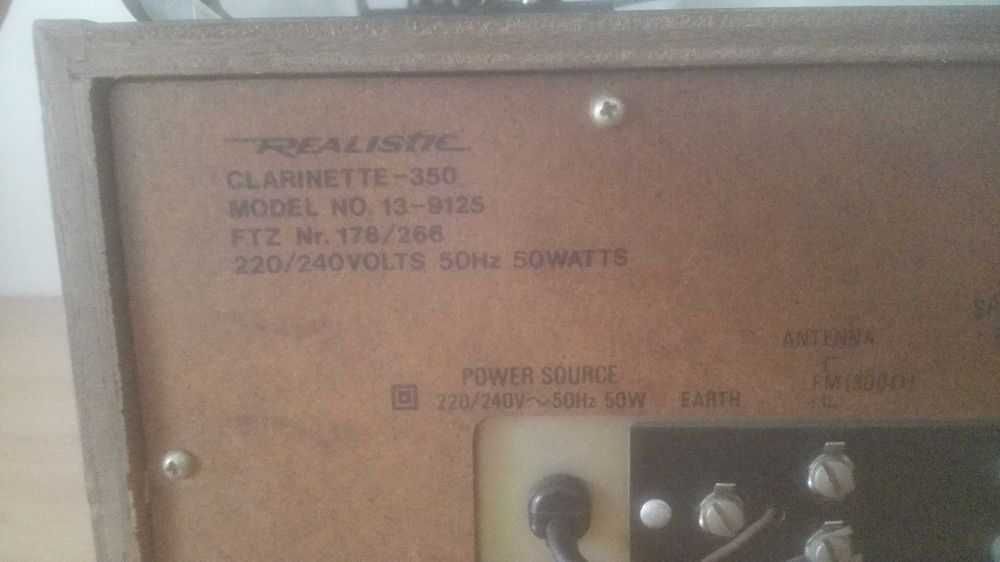 REALISTIC
CLARINETTE-350
MODEL NO. 13-9125
FTZ Nr. 178/266
220/240VOLTS 50Hz 50WATTS
ANTENNA
POWER SOURCE
FM(300Ω)
220/240V~50Hz 50W EARTH